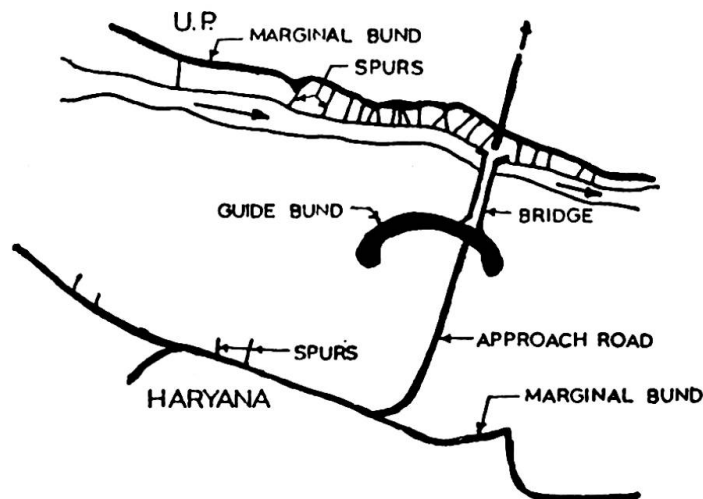 U.P.
MARGINAL BUND
SPURS
GUIDE BUND
BRIDGE
SPURS
APPROACH ROAD
HARYANA
MARGINAL BUND